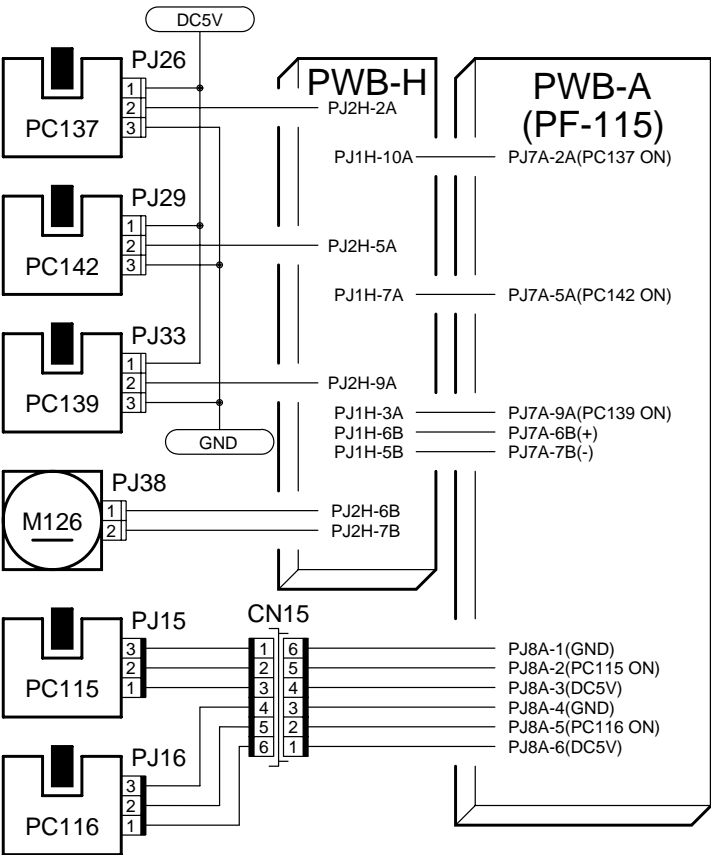 DC5V
PJ26
1
2
3
PC137
PWB-H
PJ2H-2A
PJ1H-10A
PWB-A
(PF-115)
PJ7A-2A(PC137 ON)
PJ29
1
2
3
PC142
PJ2H-5A
PJ1H-7A
PJ7A-5A(PC142 ON)
PJ33
1
2
3
PC139
PJ2H-9A
PJ1H-3A
PJ7A-9A(PC139 ON)
PJ1H-6B
PJ7A-6B(+)
PJ1H-5B
PJ7A-7B(-)
GND
PJ38
1
2
M126
PJ2H-6B
PJ2H-7B
PJ15
3
2
1
PC115
CN15
1 6
2 5
3 4
4 3
5 2
6 1
PJ8A-1(GND)
PJ8A-2(PC115 ON)
PJ8A-3(DC5V)
PJ8A-4(GND)
PJ8A-5(PC116 ON)
PJ8A-6(DC5V)
PJ16
3
2
1
PC116